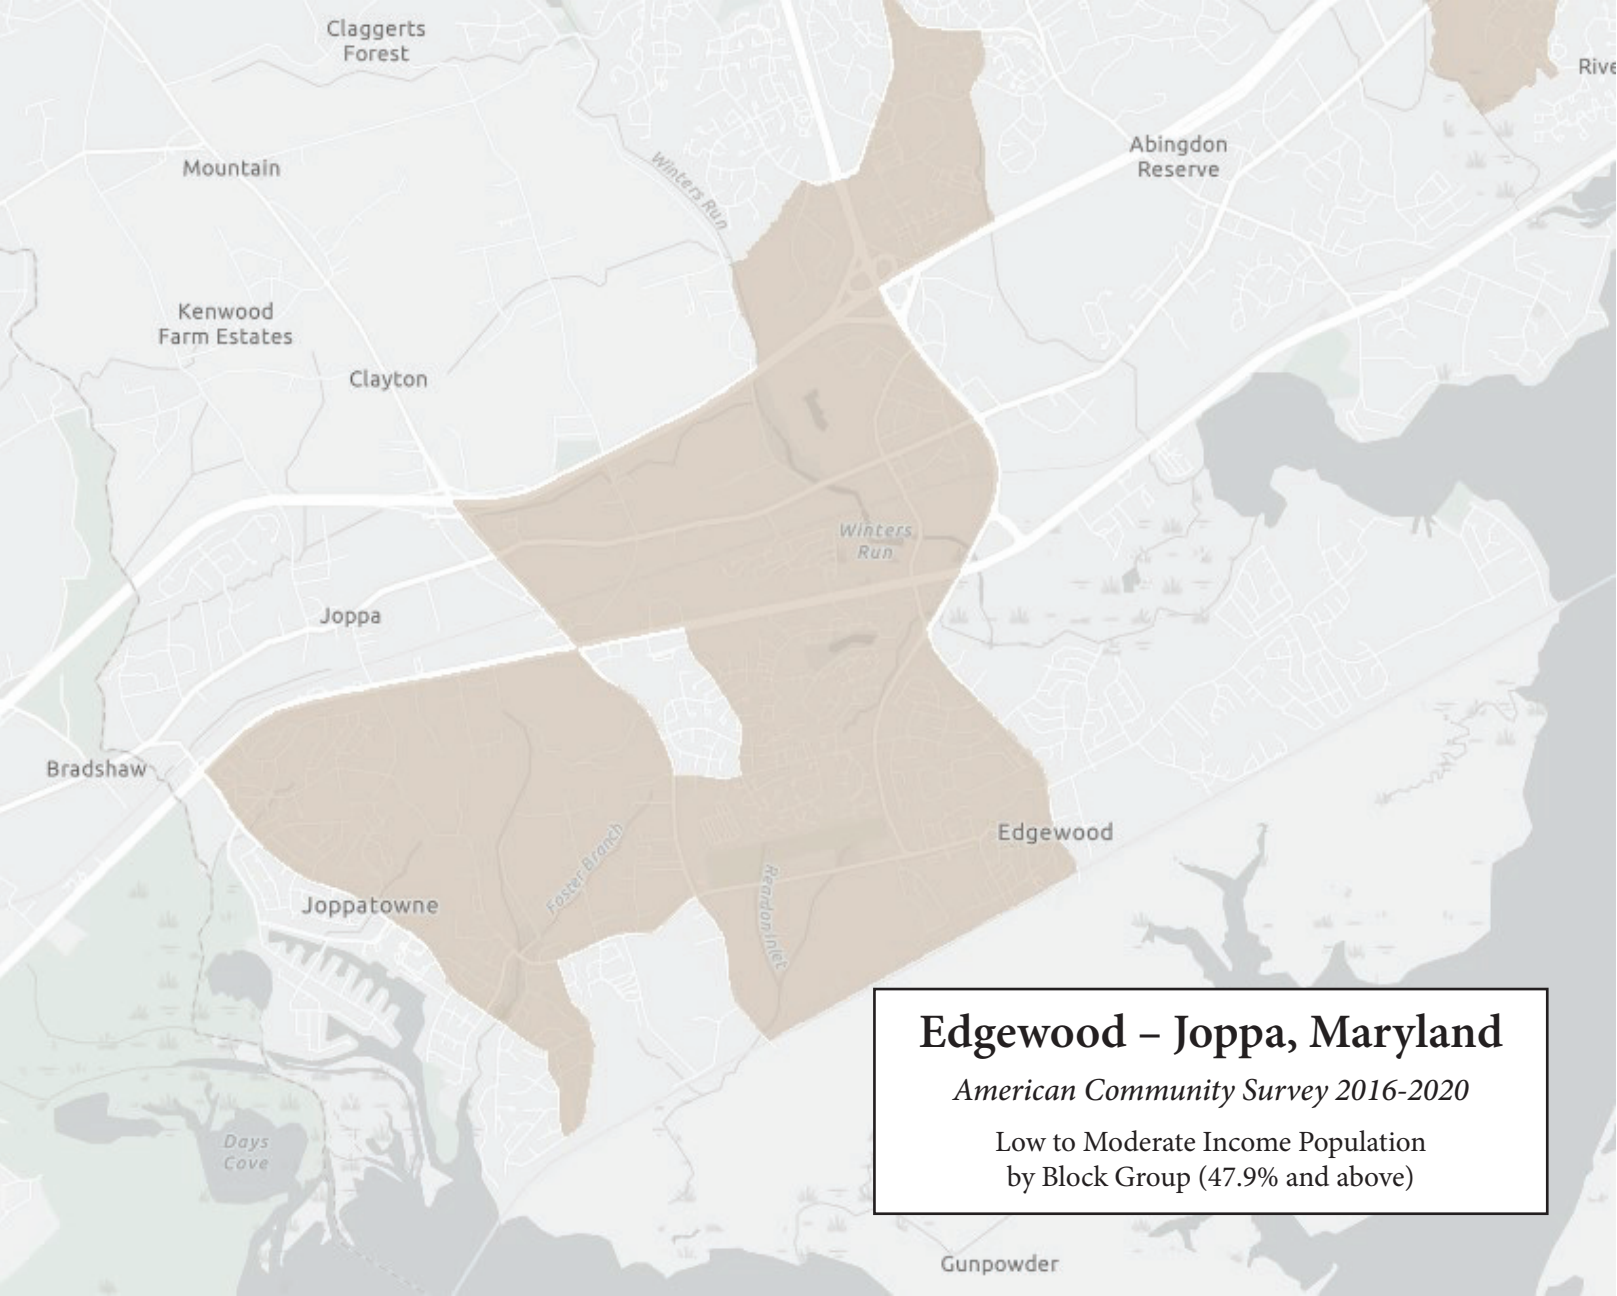 Claggerts
Forest
Rive
Mountain
Winters Run
Abingdon
Reserve
Kenwood
Farm Estates
Clayton
Winters
Run
Joppa
Bradshaw
Edgewood
Foster Branch
Reardon Inlet
Joppatowne
Edgewood – Joppa, Maryland
American Community Survey 2016-2020
Low to Moderate Income Population
by Block Group (47.9% and above)
Days
Cove
Gunpowder